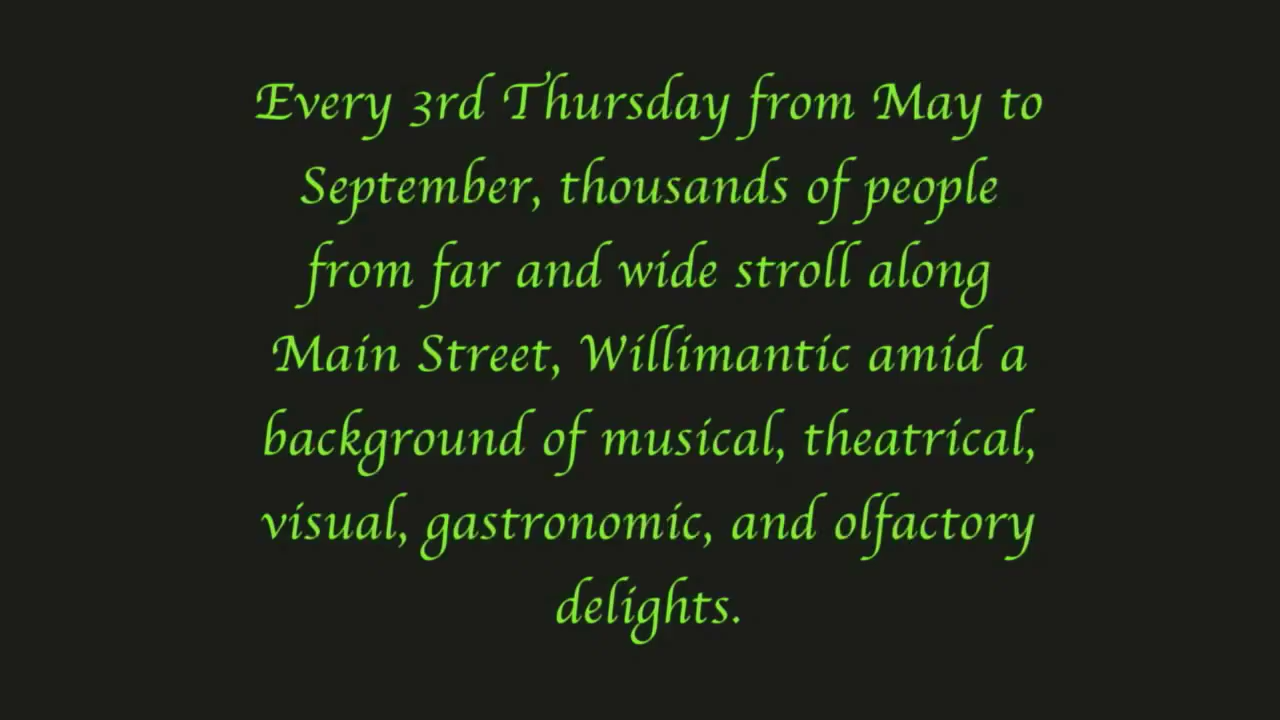 Every 3rd Thursday from May to
September, thousands of people
from far and wide stroll along
Main Street, Willimantic amid a
background of musical, theatrical,
visual, gastronomic, and olfactory
delights.